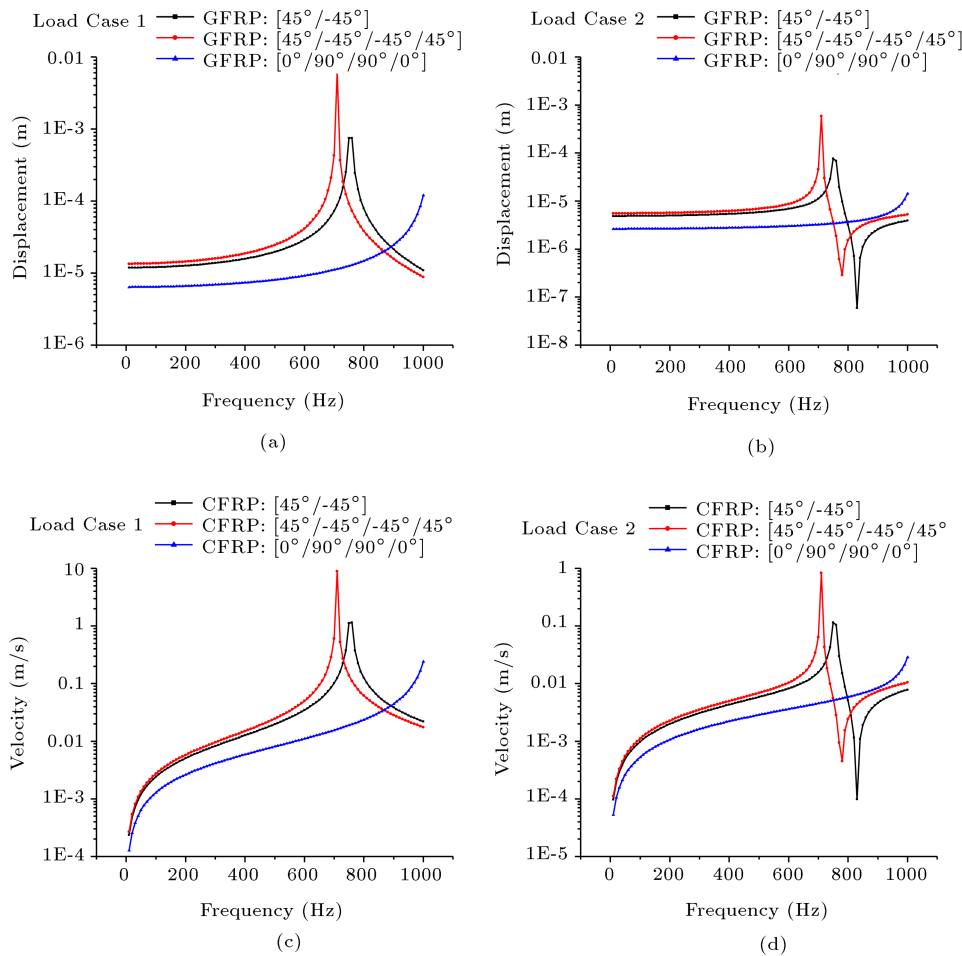 Load Case 1
GFRP: [45°/-45°]
GFRP: [45°/-45°/-45°/45°]
GFRP: [0°/90°/90°/0°]
0.01
1E-3
1E-4
1E-5
1E-6
Displacement (m)
0 200 400 600 800 1000
Frequency (Hz)
(a)
Load Case 2
GFRP: [45°/-45°]
GFRP: [45°/-45°/-45°/45°]
GFRP: [0°/90°/90°/0°]
0.01
1E-3
1E-4
1E-5
1E-6
1E-7
1E-8
Displacement (m)
0 200 400 600 800 1000
Frequency (Hz)
(b)
Load Case 1
CFRP: [45°/-45°]
CFRP: [45°/-45°/-45°/45°
CFRP: [0°/90°/90°/0°]
10
1
0.1
0.01
1E-3
1E-4
Velocity (m/s)
0 200 400 600 800 1000
Frequency (Hz)
(c)
Load Case 2
CFRP: [45°/-45°]
CFRP: [45°/-45°/-45°/45°
CFRP: [0°/90°/90°/0°]
1
0.1
0.01
1E-3
1E-4
1E-5
Velocity (m/s)
0 200 400 600 800 1000
Frequency (Hz)
(d)